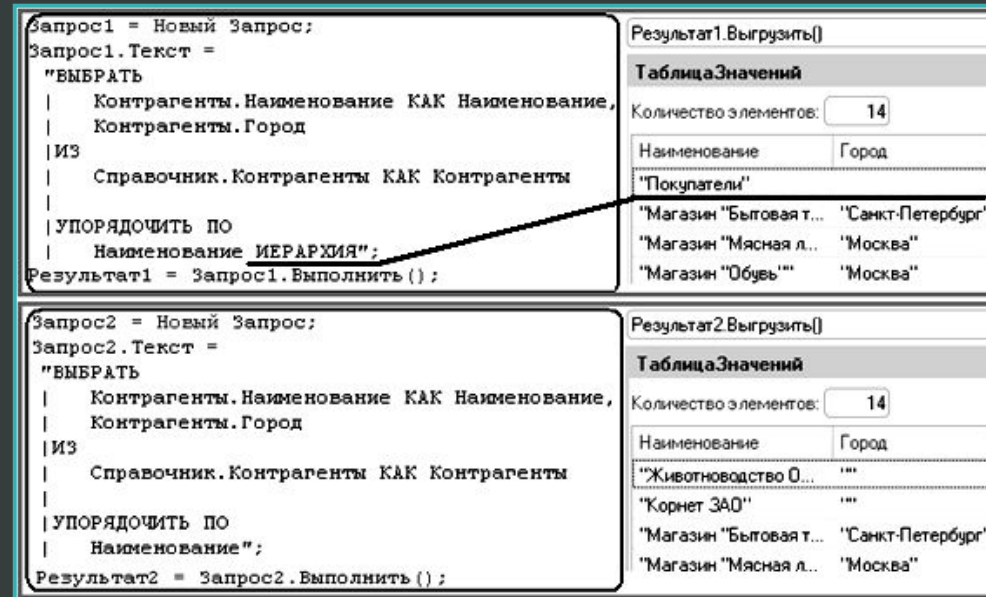 Запрос1 = Новый Запрос;
Запрос1.Текст =
"ВЫБРАТЬ
|    Контрагенты.Наименование КАК Наименование,
|    Контрагенты.Город
|ИЗ
|    Справочник.Контрагенты КАК Контрагенты
|
|УПОРЯДОЧИТЬ ПО
|    Наименование ИЕРАРХИЯ";
Результат1 = Запрос1.Выполнить();
Результат1.Выгрузить()
ТаблицаЗначений
Количество элементов: 14
Наименование Город
"Покупатели"
"Магазин "Бытовая т... "Санкт-Петербург"
"Магазин "Мясная л... "Москва"
"Магазин "Обувь"" "Москва"
Запрос2 = Новый Запрос;
Запрос2.Текст =
"ВЫБРАТЬ
|    Контрагенты.Наименование КАК Наименование,
|    Контрагенты.Город
|ИЗ
|    Справочник.Контрагенты КАК Контрагенты
|
|УПОРЯДОЧИТЬ ПО
|    Наименование";
Результат2 = Запрос2.Выполнить();
Результат2.Выгрузить()
ТаблицаЗначений
Количество элементов: 14
Наименование Город
"Животноводство О... ""
"Корнет ЗАО" ""
"Магазин "Бытовая т... "Санкт-Петербург"
"Магазин "Мясная л... "Москва"